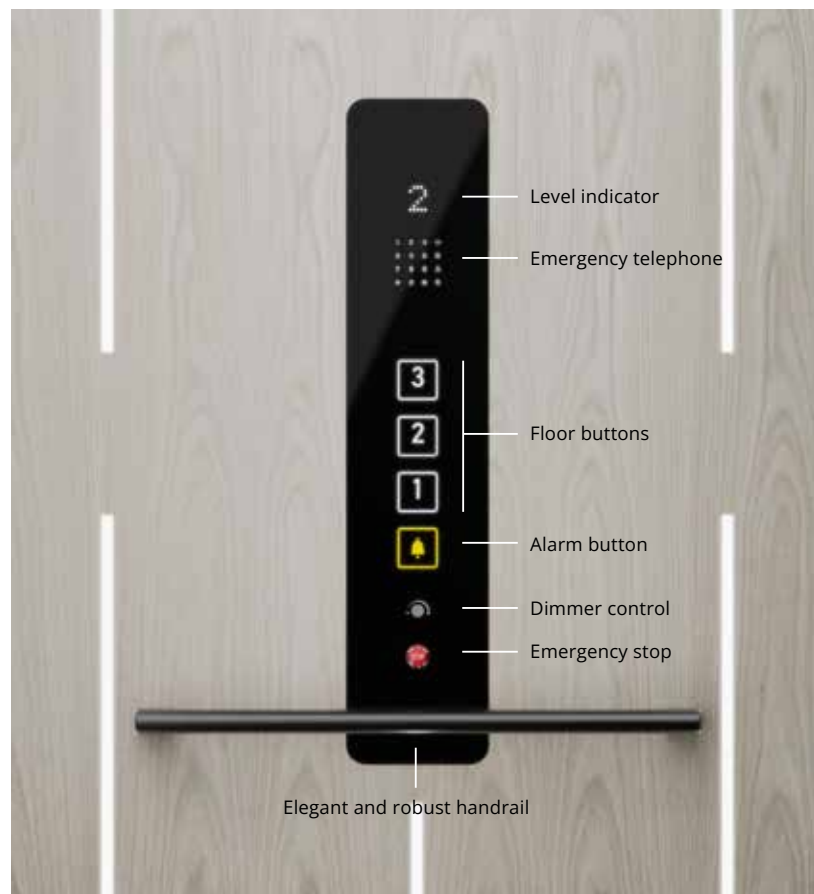 2
Level indicator
Emergency telephone
3
2
Floor buttons
1
Alarm button
Dimmer control
Emergency stop
Elegant and robust handrail